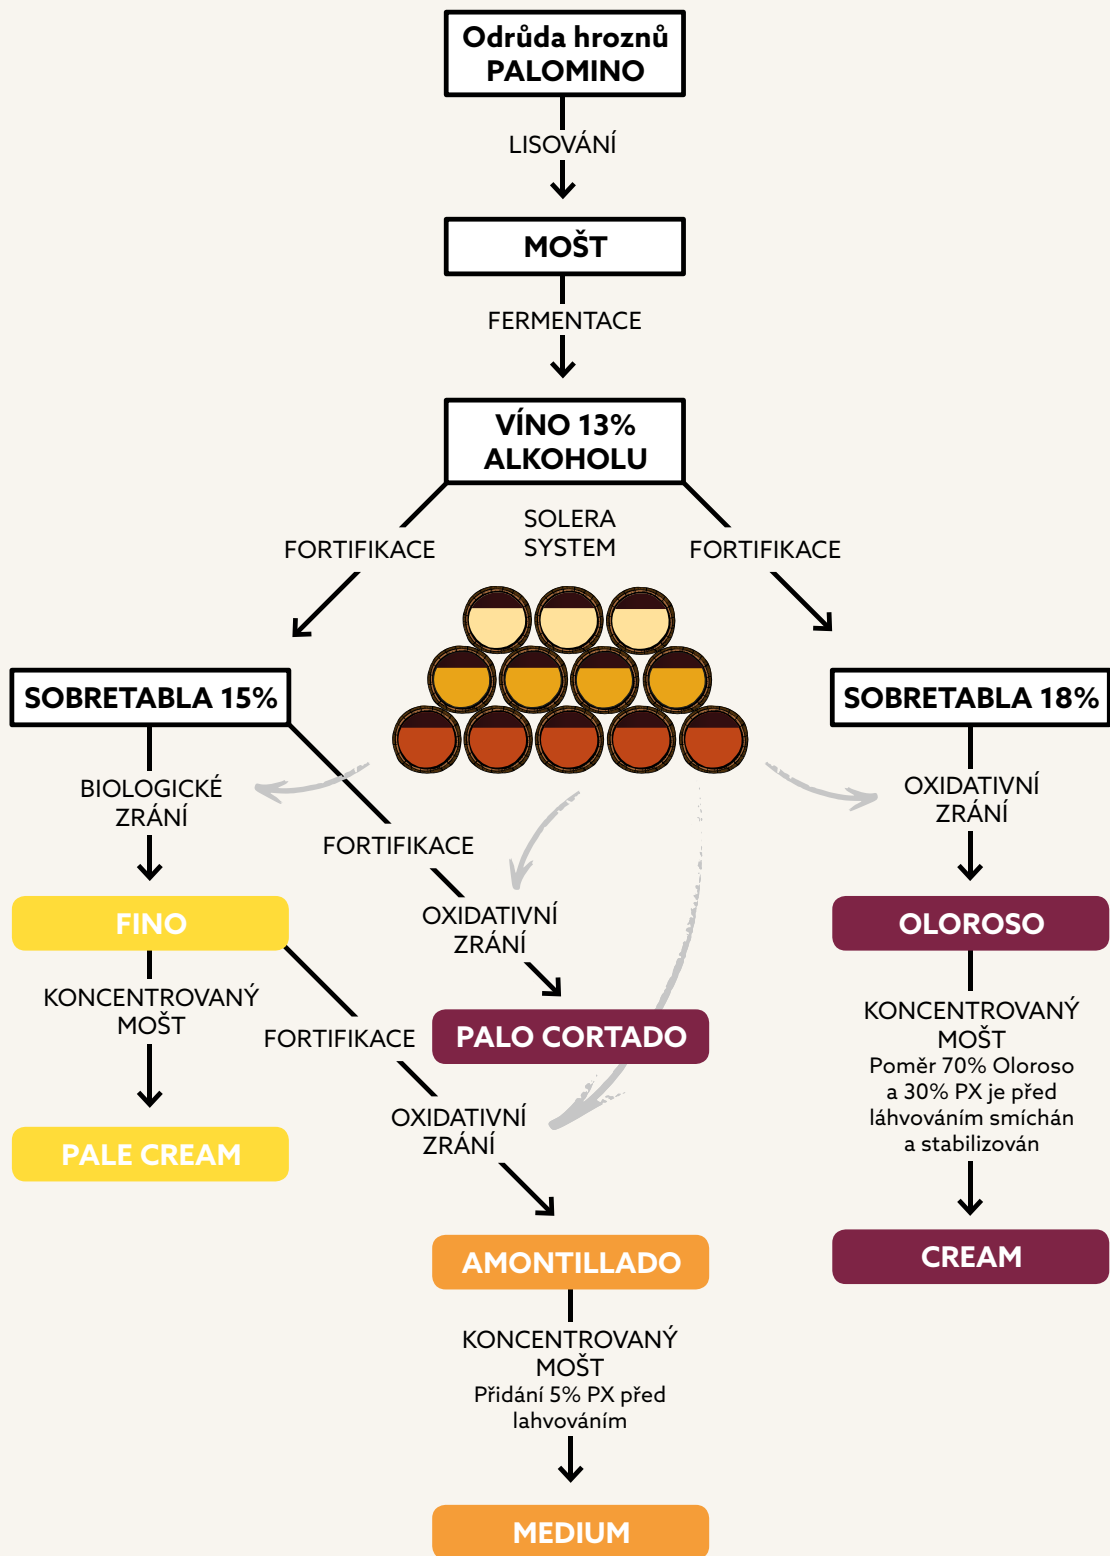 Odrůda hroznů
PALOMINO
LISOVÁNÍ
MOŠT
FERMENTACE
VÍNO 13%
ALKOHOLU
FORTIFIKACE
SOLERA
SYSTEM
FORTIFIKACE
SOBRETABLA 15%
SOBRETABLA 18%
BIOLOGICKÉ
ZRÁNÍ
OXIDATIVNÍ
ZRÁNÍ
FORTIFIKACE
FINO
OXIDATIVNÍ
ZRÁNÍ
OLOROSO
KONCENTROVANÝ
MOŠT
FORTIFIKACE
PALO CORTADO
KONCENTROVANÝ
MOŠT
Poměr 70% Oloroso
a 30% PX je před
láhvováním smíchán
a stabilizován
OXIDATIVNÍ
ZRÁNÍ
PALE CREAM
AMONTILLADO
CREAM
KONCENTROVANÝ
MOŠT
Přidání 5% PX před
lahvováním
MEDIUM